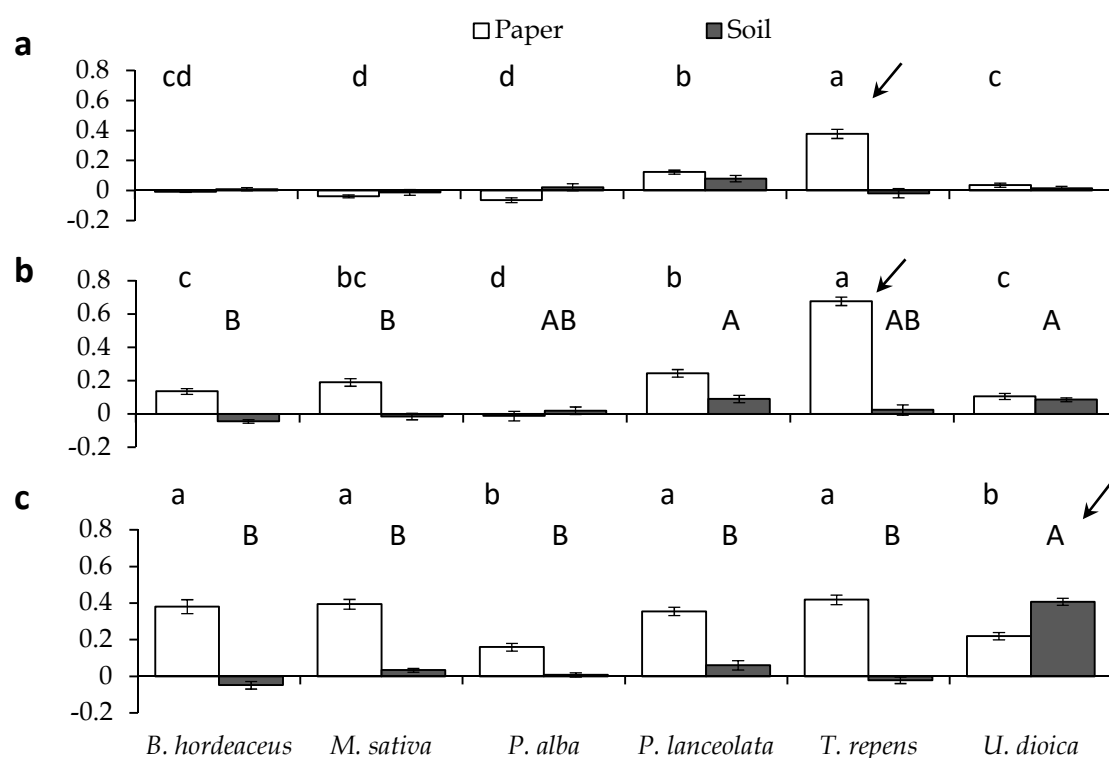 Paper Soil
a
0.8 0.6 0.4 0.2 0 -0.2
cd d d b a c
b
0.8 0.6 0.4 0.2 0 -0.2
c bc d b a c
B B AB A AB A
c
0.8 0.6 0.4 0.2 0 -0.2
a a b a a b
B B B B B A
B. hordeaceus M. sativa P. alba P. lanceolata T. repens U. dioica